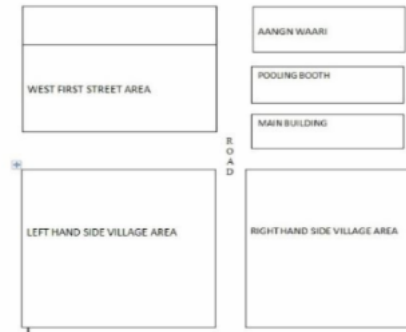 AANGN WAARI
WEST FIRST STREET AREA
POOLING BOOTH
MAIN BUILDING
ROAD
LEFT HAND SIDE VILLAGE AREA
RIGHT HAND SIDE VILLAGE AREA